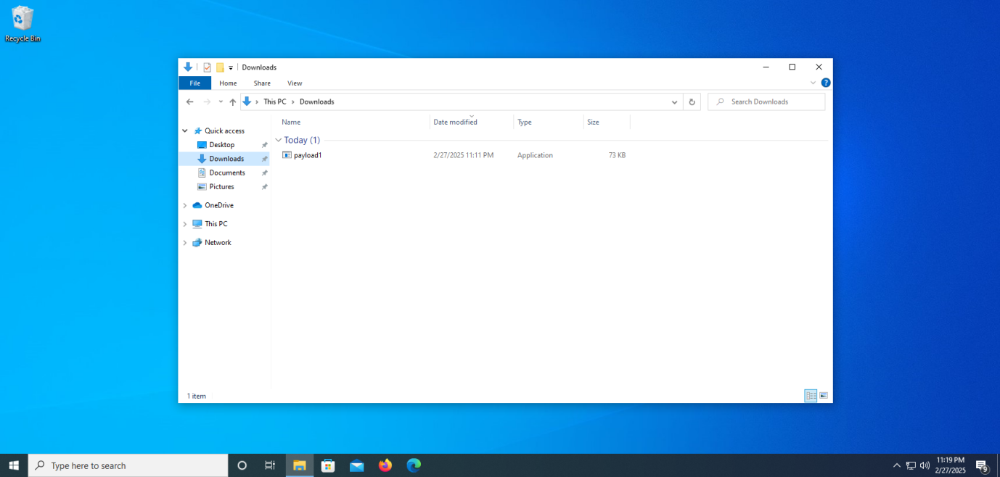 Recycle Bin
Downloads
File Home Share View
This PC Downloads
Search Downloads
Name Date modified Type Size
Quick access
Today (1)
Desktop
payload1 2/27/2025 11:11 PM Application 73 KB
Downloads
Documents
Pictures
OneDrive
This PC
Network
1 item
Type here to search
11:19 PM
2/27/2025
9